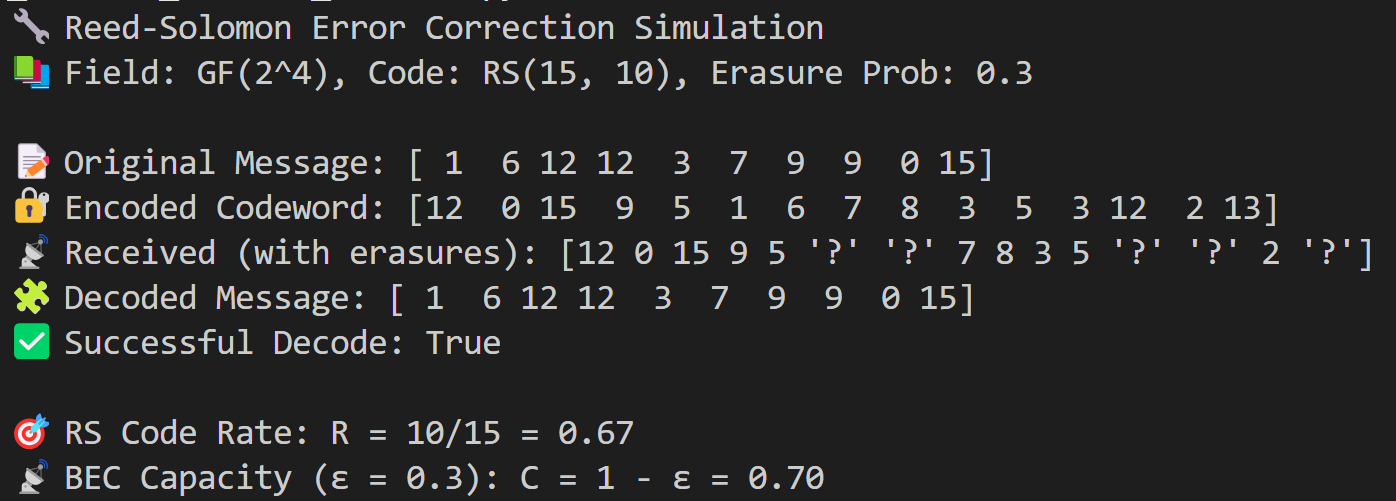 🔧 Reed-Solomon Error Correction Simulation
📚 Field: GF(2^4), Code: RS(15, 10), Erasure Prob: 0.3
📝 Original Message: [ 1  6 12 12  3  7  9  9  0 15]
🔐 Encoded Codeword: [12  0 15  9  5  1  6  7  8  3  5  3 12  2 13]
📡 Received (with erasures): [12 0 15 9 5 '?' '?' 7 8 3 5 '?' '?' 2 '?']
🧩 Decoded Message: [ 1  6 12 12  3  7  9  9  0 15]
✅ Successful Decode: True
🎯 RS Code Rate: R = 10/15 = 0.67
📡 BEC Capacity (ε = 0.3): C = 1 - ε = 0.70